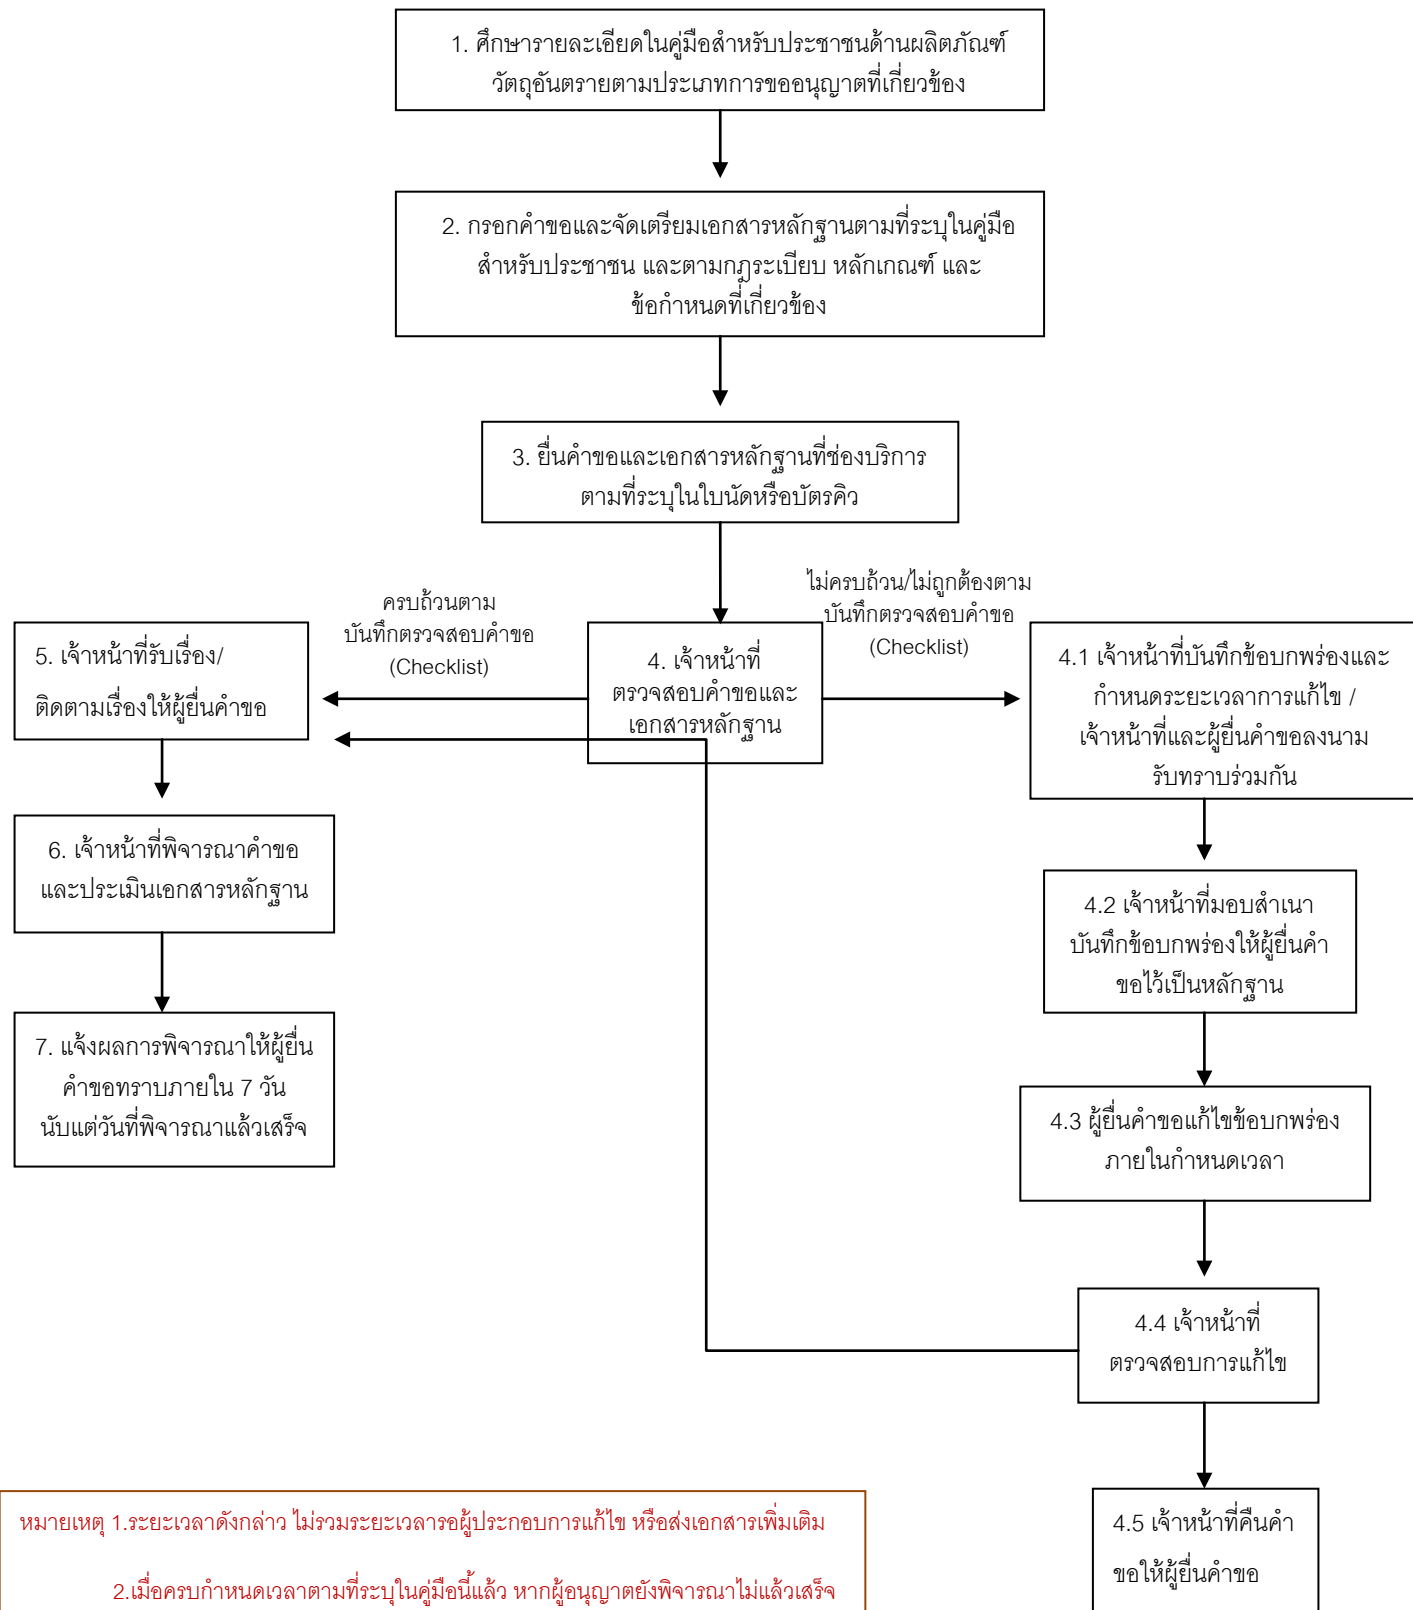 1. ศึกษารายละเอียดในคู่มือสำหรับประชาชนด้านผลิตภัณฑ์
วัตถุอันตรายตามประเภทการขออนุญาตที่เกี่ยวข้อง
2. กรอกคำขอและจัดเตรียมเอกสารหลักฐานตามที่ระบุในคู่มือ
สำหรับประชาชน และตามกฎระเบียบ หลักเกณฑ์ และ
ข้อกำหนดที่เกี่ยวข้อง
3. ยื่นคำขอและเอกสารหลักฐานที่ช่องบริการ
ตามที่ระบุในใบนัดหรือบัตรคิว
ครบถ้วนตาม
บันทึกตรวจสอบคำขอ
(Checklist)
ไม่ครบถ้วน/ไม่ถูกต้องตาม
บันทึกตรวจสอบคำขอ
(Checklist)
4. เจ้าหน้าที่
ตรวจสอบคำขอและ
เอกสารหลักฐาน
5. เจ้าหน้าที่รับเรื่อง/
ติดตามเรื่องให้ผู้ยื่นคำขอ
4.1 เจ้าหน้าที่บันทึกข้อบกพร่องและ
กำหนดระยะเวลาการแก้ไข /
เจ้าหน้าที่และผู้ยื่นคำขอลงนาม
รับทราบร่วมกัน
6. เจ้าหน้าที่พิจารณาคำขอ
และประเมินเอกสารหลักฐาน
4.2 เจ้าหน้าที่มอบสำเนา
บันทึกข้อบกพร่องให้ผู้ยื่นคำ
ขอไว้เป็นหลักฐาน
7. แจ้งผลการพิจารณาให้ผู้ยื่น
คำขอทราบภายใน 7 วัน
นับแต่วันที่พิจารณาแล้วเสร็จ
4.3 ผู้ยื่นคำขอแก้ไขข้อบกพร่อง
ภายในกำหนดเวลา
4.4 เจ้าหน้าที่
ตรวจสอบการแก้ไข
4.5 เจ้าหน้าที่คืนคำ
ขอให้ผู้ยื่นคำขอ
หมายเหตุ 1.ระยะเวลาดังกล่าว ไม่รวมระยะเวลารอผู้ประกอบการแก้ไข หรือส่งเอกสารเพิ่มเติม
2.เมื่อครบกำหนดเวลาตามที่ระบุในคู่มือนี้แล้ว หากผู้อนุญาตยังพิจารณาไม่แล้วเสร็จ